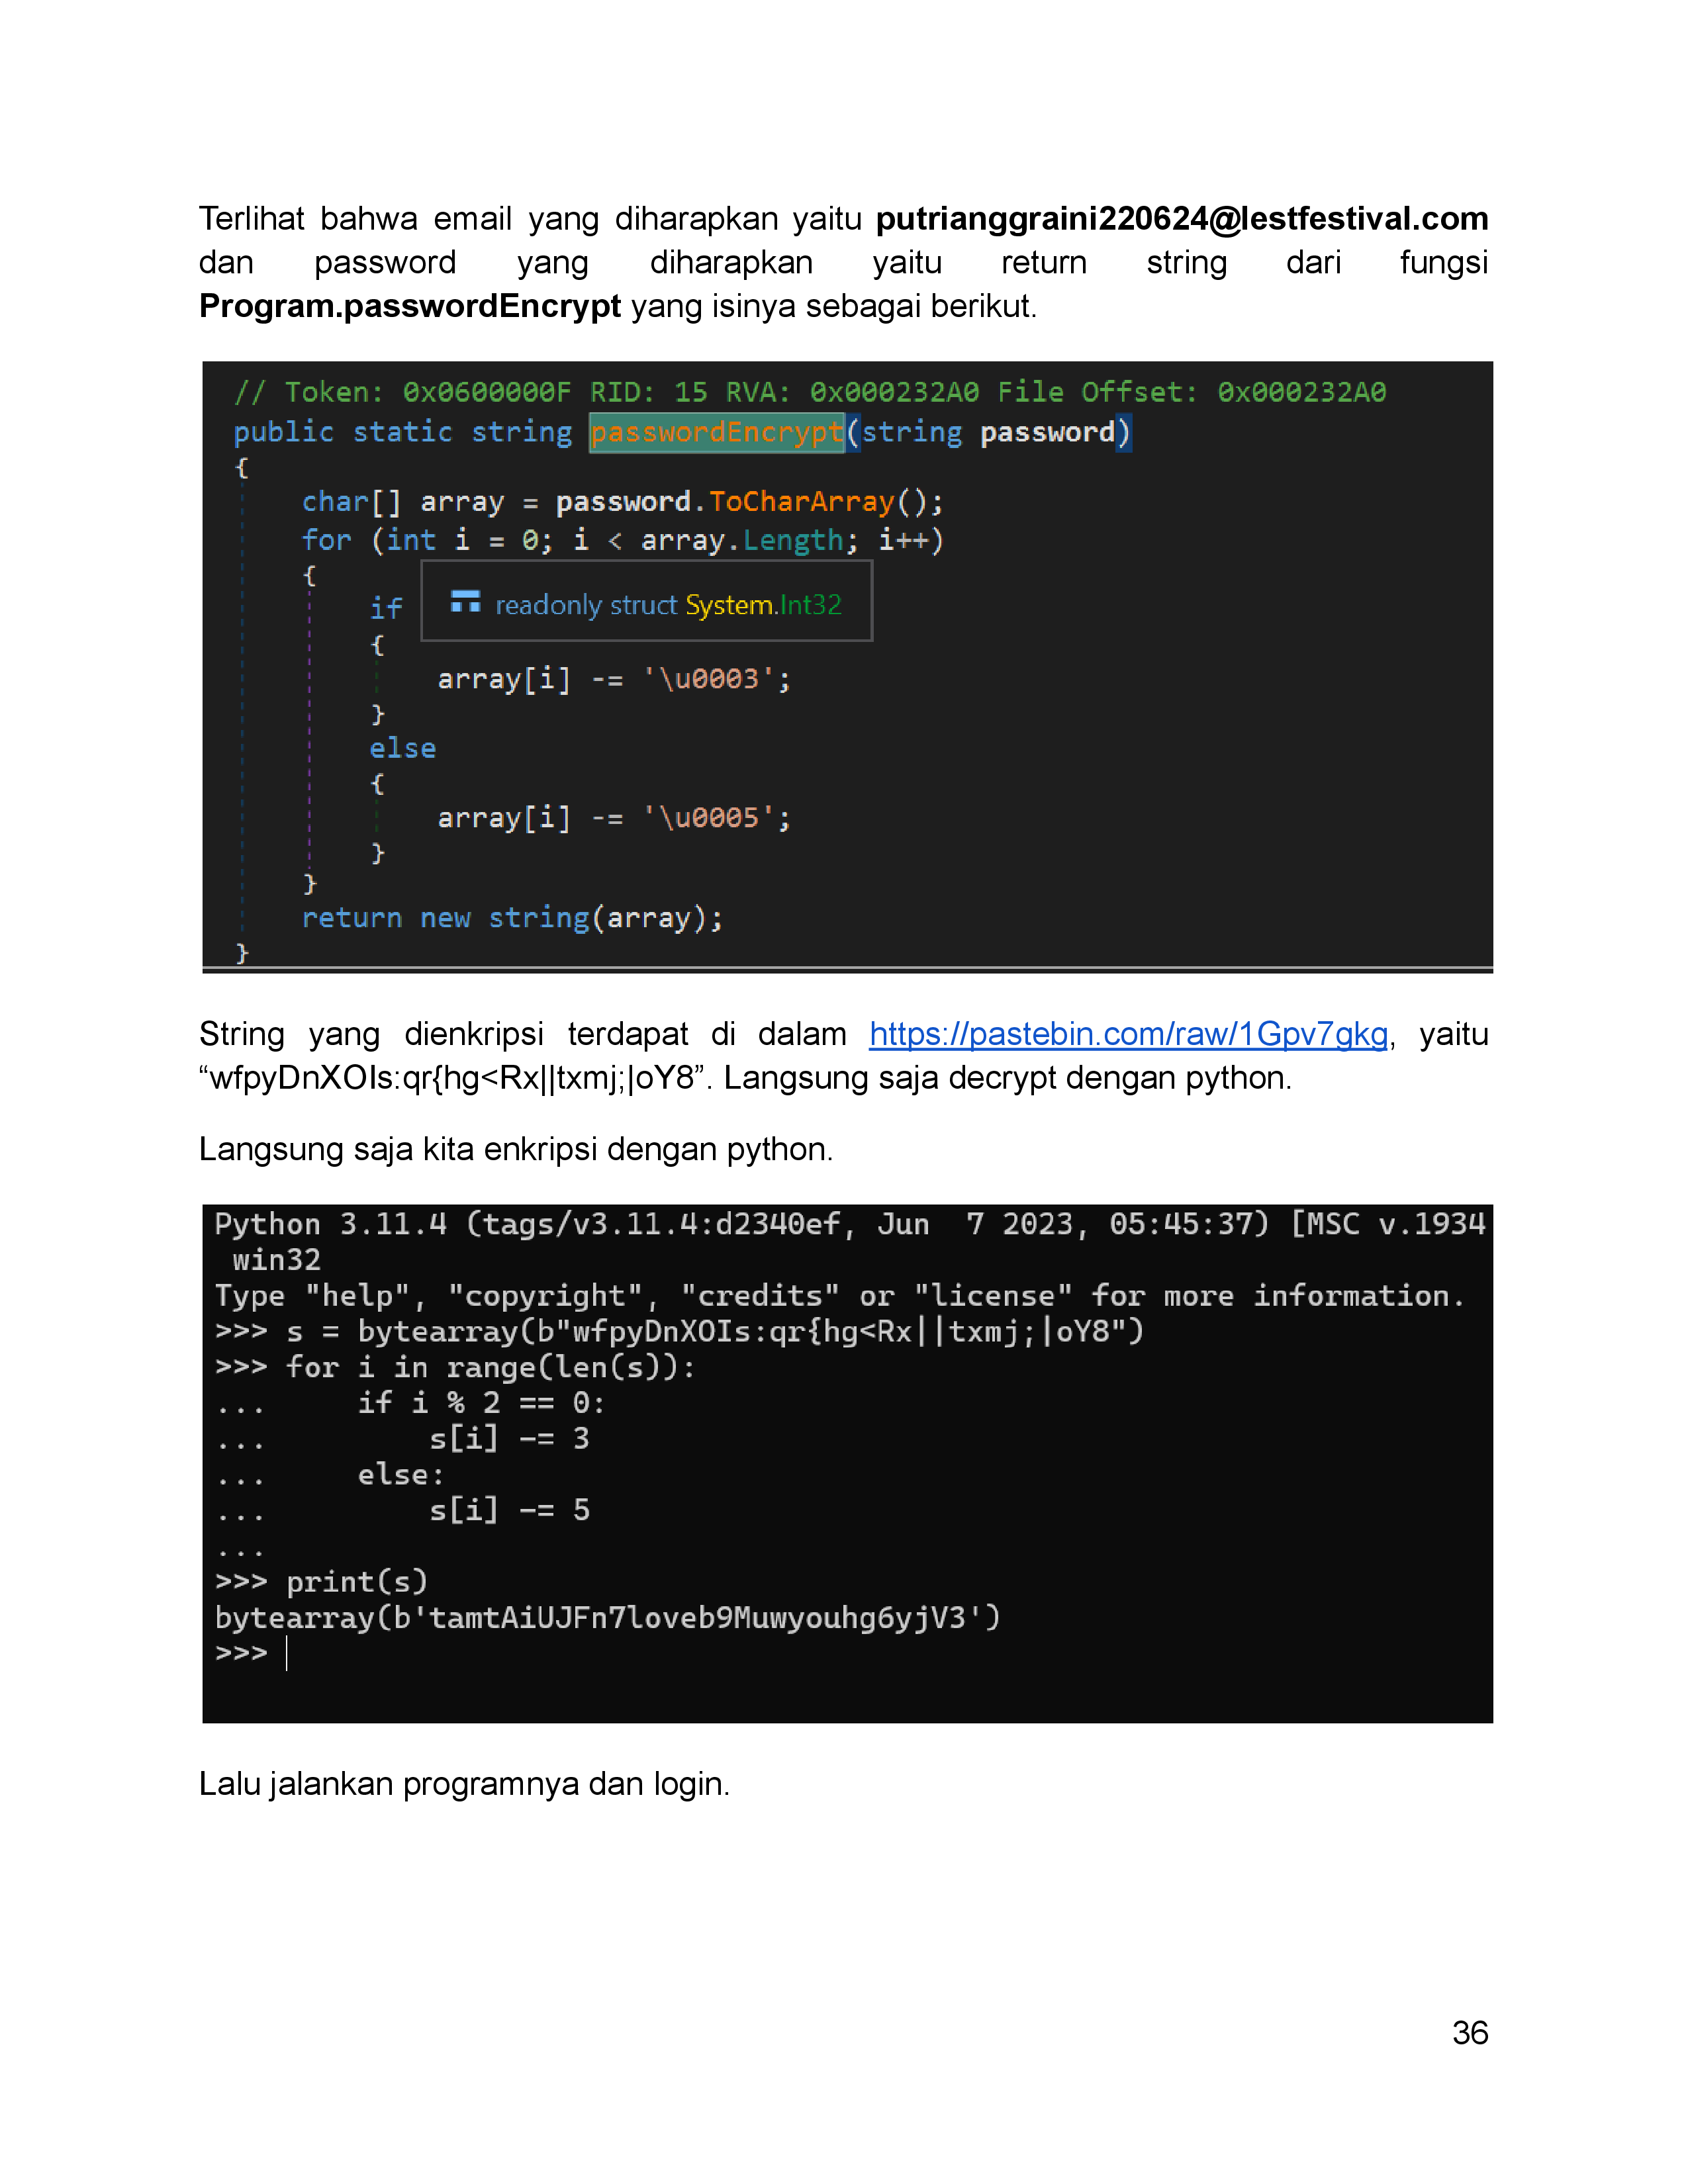 Terlihat bahwa email yang diharapkan yaitu putrianggraini220624@lestfestival.com
dan password yang diharapkan yaitu return string dari fungsi
Program.passwordEncrypt yang isinya sebagai berikut.
// Token: 0x0600000F RID: 15 RVA: 0x000232A0 File Offset: 0x000232A0
public static string passwordEncrypt(string password)
{
char[] array = password.ToCharArray();
for (int i = 0; i < array.Length; i++)
{
if
readonly struct System.Int32
{
array[i] -= '\u0003';
}
else
{
array[i] -= '\u0005';
}
}
return new string(array);
}
String yang dienkripsi terdapat di dalam https://pastebin.com/raw/1Gpv7gkg, yaitu
“wfpyDnXOIs:qr{hg<Rx||txmj;|oY8”. Langsung saja decrypt dengan python.
Langsung saja kita enkripsi dengan python.
Python 3.11.4 (tags/v3.11.4:d2340ef, Jun  7 2023, 05:45:37) [MSC v.1934
win32
Type "help", "copyright", "credits" or "license" for more information.
>>> s = bytearray(b"wfpyDnXOIs:qr{hg<Rx||txmj;|oY8")
>>> for i in range(len(s)):
...     if i % 2 == 0:
...         s[i] -= 3
...     else:
...         s[i] -= 5
...
>>> print(s)
bytearray(b'tamtAiUJFn7loveb9Muwyouhg6yjV3')
>>>
Lalu jalankan programnya dan login.
36